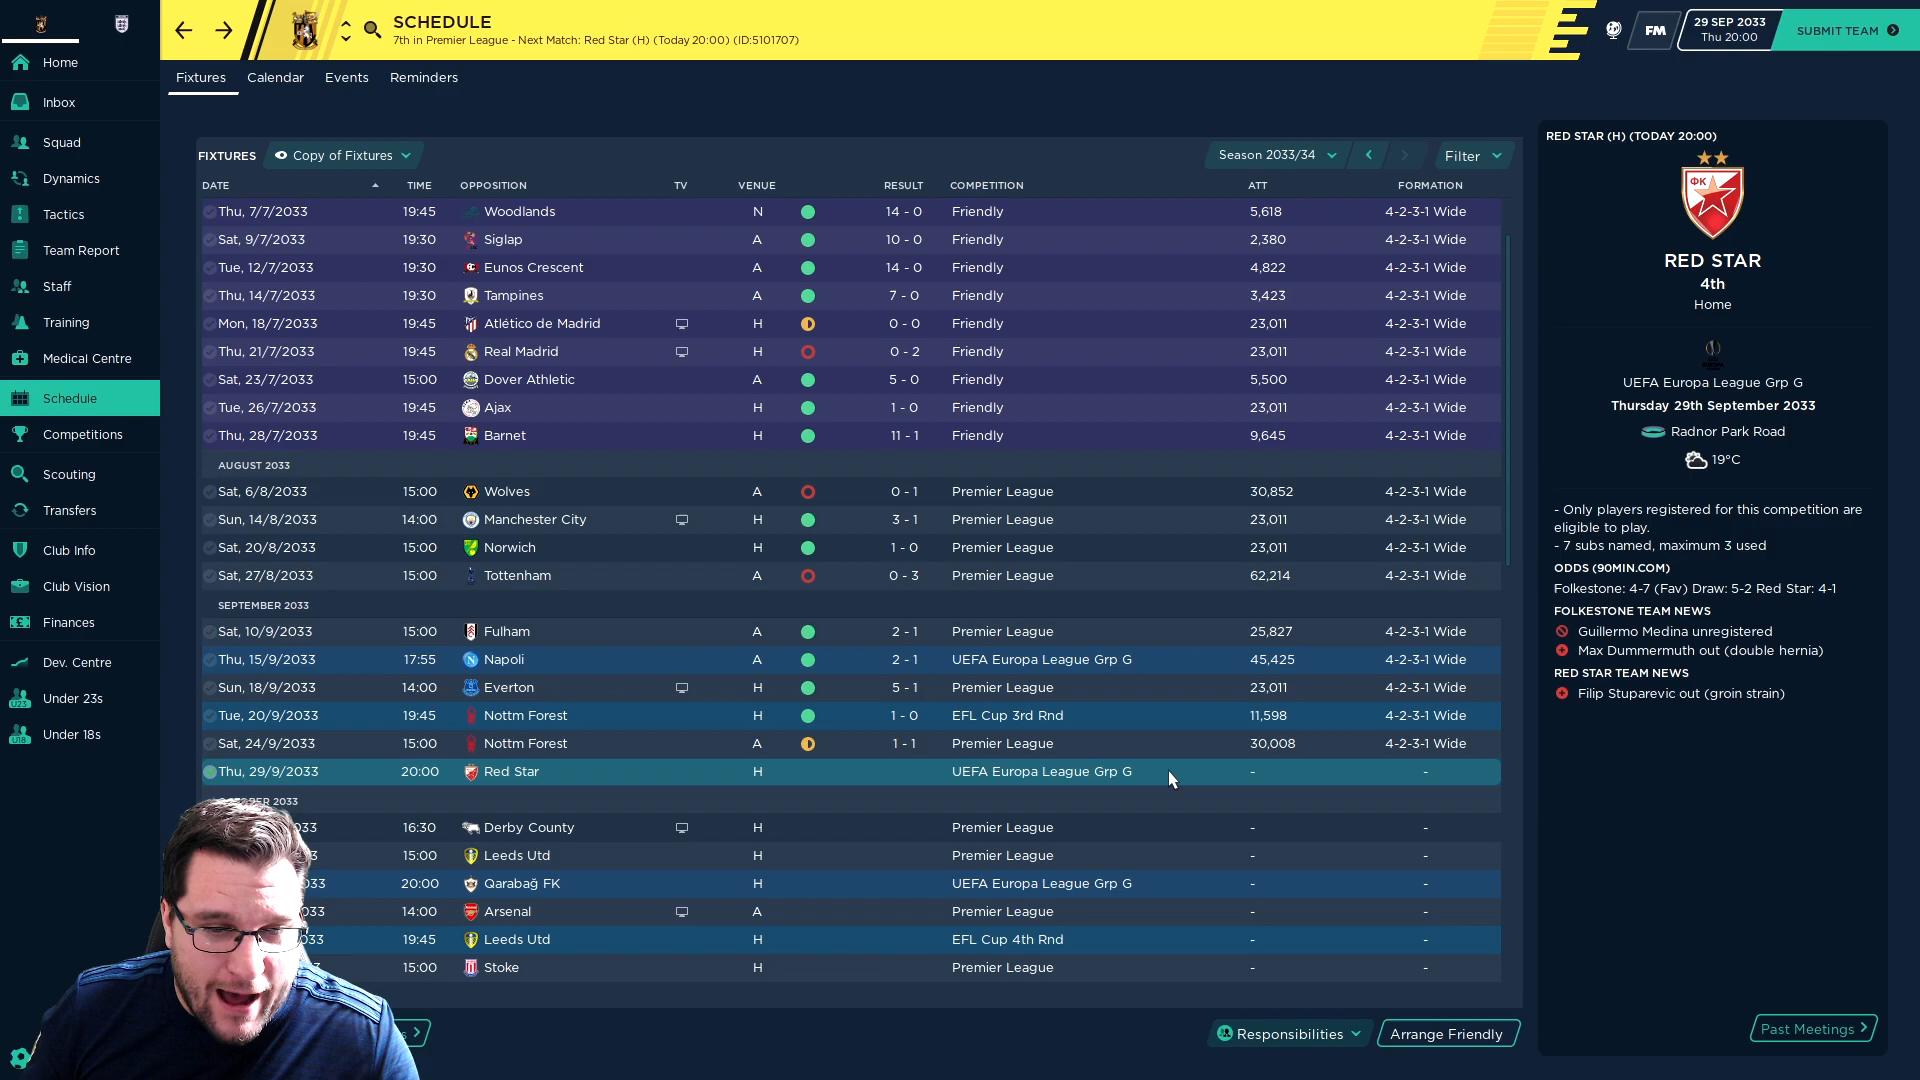 SCHEDULE
7th in Premier League - Next Match: Red Star (H) (Today 20:00) (ID:5101707)
FM
29 SEP 2033
Thu 20:00
SUBMIT TEAM
Home
Inbox
Squad
Dynamics
Tactics
Team Report
Staff
Training
Medical Centre
Schedule
Competitions
Scouting
Transfers
Club Info
Club Vision
Finances
Dev. Centre
Under 23s
Under 18s
Fixtures Calendar Events Reminders
FIXTURES Copy of Fixtures Season 2033/34 Filter
DATE TIME OPPOSITION TV VENUE RESULT COMPETITION ATT FORMATION
Thu, 7/7/2033 19:45 Woodlands N 14 - 0 Friendly 5,618 4-2-3-1 Wide
Sat, 9/7/2033 19:30 Siglap A 10 - 0 Friendly 2,380 4-2-3-1 Wide
Tue, 12/7/2033 19:30 Eunos Crescent A 14 - 0 Friendly 4,822 4-2-3-1 Wide
Thu, 14/7/2033 19:30 Tampines A 7 - 0 Friendly 3,423 4-2-3-1 Wide
Mon, 18/7/2033 19:45 Atlético de Madrid H 0 - 0 Friendly 23,011 4-2-3-1 Wide
Thu, 21/7/2033 19:45 Real Madrid H 0 - 2 Friendly 23,011 4-2-3-1 Wide
Sat, 23/7/2033 15:00 Dover Athletic A 5 - 0 Friendly 5,500 4-2-3-1 Wide
Tue, 26/7/2033 19:45 Ajax H 1 - 0 Friendly 23,011 4-2-3-1 Wide
Thu, 28/7/2033 19:45 Barnet H 11 - 1 Friendly 9,645 4-2-3-1 Wide
AUGUST 2033
Sat, 6/8/2033 15:00 Wolves A 0 - 1 Premier League 30,852 4-2-3-1 Wide
Sun, 14/8/2033 14:00 Manchester City H 3 - 1 Premier League 23,011 4-2-3-1 Wide
Sat, 20/8/2033 15:00 Norwich H 1 - 0 Premier League 23,011 4-2-3-1 Wide
Sat, 27/8/2033 15:00 Tottenham A 0 - 3 Premier League 62,214 4-2-3-1 Wide
SEPTEMBER 2033
Sat, 10/9/2033 15:00 Fulham A 2 - 1 Premier League 25,827 4-2-3-1 Wide
Thu, 15/9/2033 17:55 Napoli A 2 - 1 UEFA Europa League Grp G 45,425 4-2-3-1 Wide
Sun, 18/9/2033 14:00 Everton H 5 - 1 Premier League 23,011 4-2-3-1 Wide
Tue, 20/9/2033 19:45 Nottm Forest H 1 - 0 EFL Cup 3rd Rnd 11,598 4-2-3-1 Wide
Sat, 24/9/2033 15:00 Nottm Forest A 1 - 1 Premier League 30,008 4-2-3-1 Wide
Thu, 29/9/2033 20:00 Red Star H UEFA Europa League Grp G - -
2033
16:30 Derby County H Premier League - -
15:00 Leeds Utd H Premier League - -
20:00 Qarabağ FK H UEFA Europa League Grp G - -
14:00 Arsenal A Premier League - -
19:45 Leeds Utd H EFL Cup 4th Rnd - -
15:00 Stoke H Premier League - -
Responsibilities Arrange Friendly
RED STAR (H) (TODAY 20:00)
ФК
RED STAR
4th
Home
UEFA Europa League Grp G
Thursday 29th September 2033
Radnor Park Road
19°C
- Only players registered for this competition are
eligible to play.
- 7 subs named, maximum 3 used
ODDS (90MIN.COM)
Folkestone: 4-7 (Fav) Draw: 5-2 Red Star: 4-1
FOLKESTONE TEAM NEWS
Guillermo Medina unregistered
Max Dummermuth out (double hernia)
RED STAR TEAM NEWS
Filip Stuparevic out (groin strain)
Past Meetings